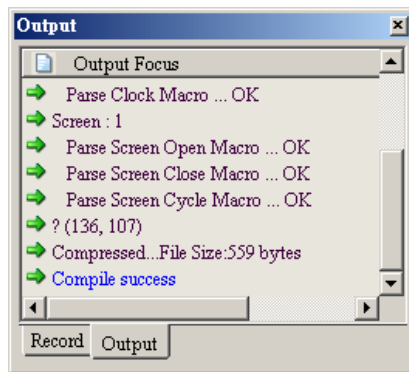 Output
Output Focus
Parse Clock Macro ... OK
Screen : 1
Parse Screen Open Macro ... OK
Parse Screen Close Macro ... OK
Parse Screen Cycle Macro ... OK
? (136, 107)
Compressed...File Size:559 bytes
Compile success
Record Output